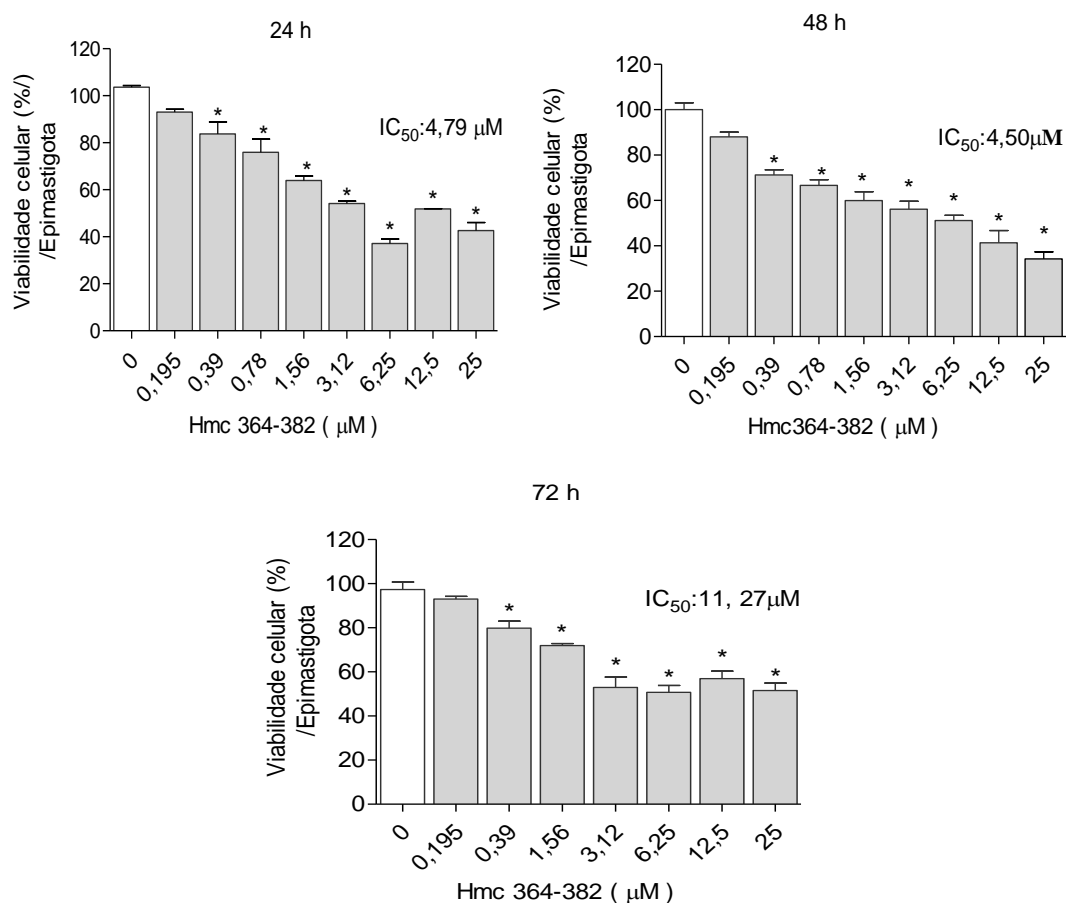 24 h
120
100
80
60
40
20
0
Viabilidade celular (%/)
/Epimastigota
IC50:4,79 μM
* * * * * * *
0 0,195 0,39 0,78 1,56 3,12 6,25 12,5 25
Hmc 364-382 ( μM )
48 h
120
100
80
60
40
20
0
Viabilidade celular (%)
/Epimastigota
IC50:4,50μM
* * * * * * *
0 0,195 0,39 0,78 1,56 3,12 6,25 12,5 25
Hmc364-382 ( μM )
72 h
120
100
80
60
40
20
0
Viabilidade celular (%)
/Epimastigota
IC50:11, 27μM
* * * * * *
0 0,195 0,39 1,56 3,12 6,25 12,5 25
Hmc 364-382 ( μM )